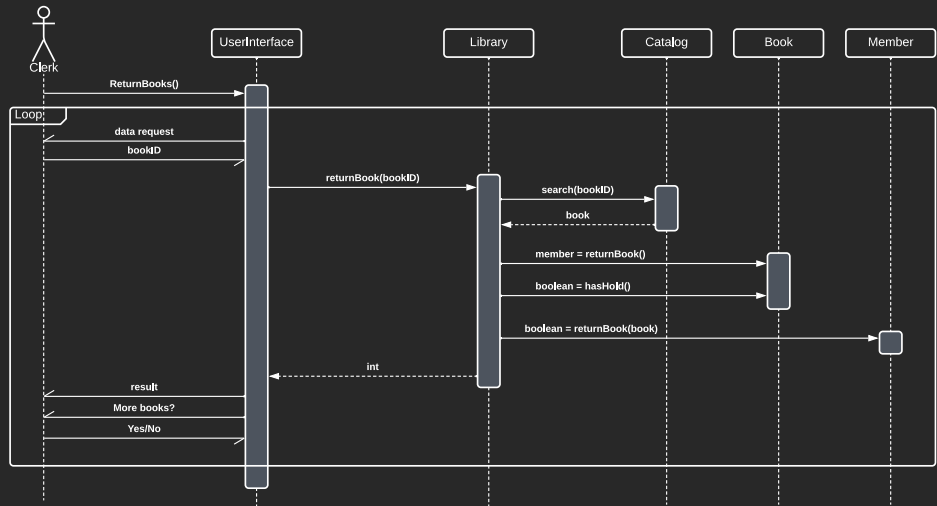 Clerk
UserInterface
Library
Catalog
Book
Member
ReturnBooks()
Loop
data request
bookID
returnBook(bookID)
search(bookID)
book
member = returnBook()
boolean = hasHold()
boolean = returnBook(book)
int
result
More books?
Yes/No